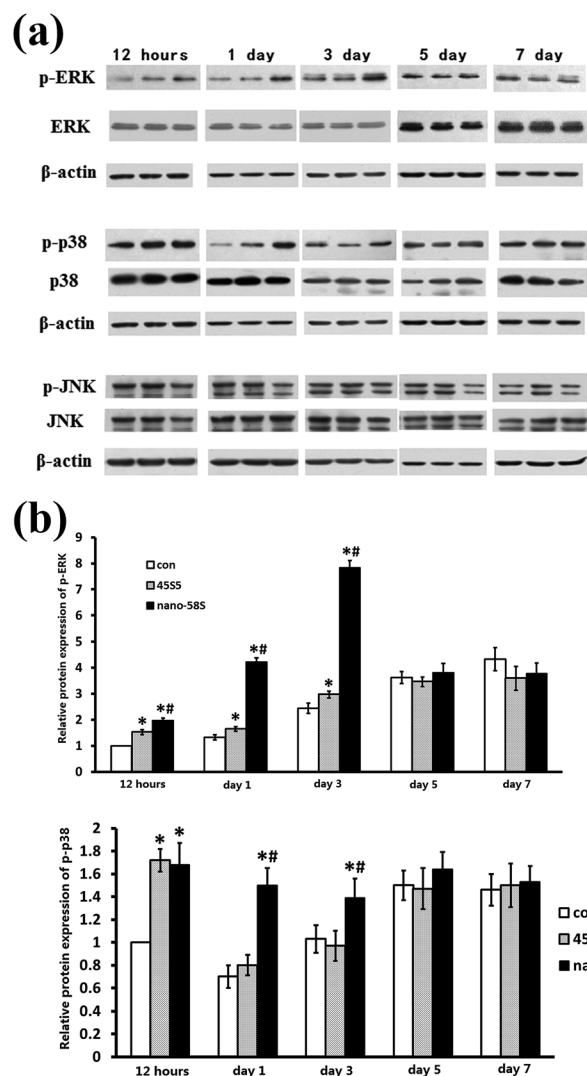 (a)
12 hours 1 day 3 day 5 day 7 day
p-ERK
ERK
β-actin
p-p38
p38
β-actin
p-JNK
JNK
β-actin
(b)
Relative protein expression of p-ERK
9
8
7
6
5
4
3
2
1
0
con
45S5
nano-58S
* *#
* *#
* *#
12 hours day 1 day 3 day 5 day 7
Relative protein expression of p-p38
2
1.8
1.6
1.4
1.2
1
0.8
0.6
0.4
0.2
0
* *
*#
*#
co
45
na
12 hours day 1 day 3 day 5 day 7